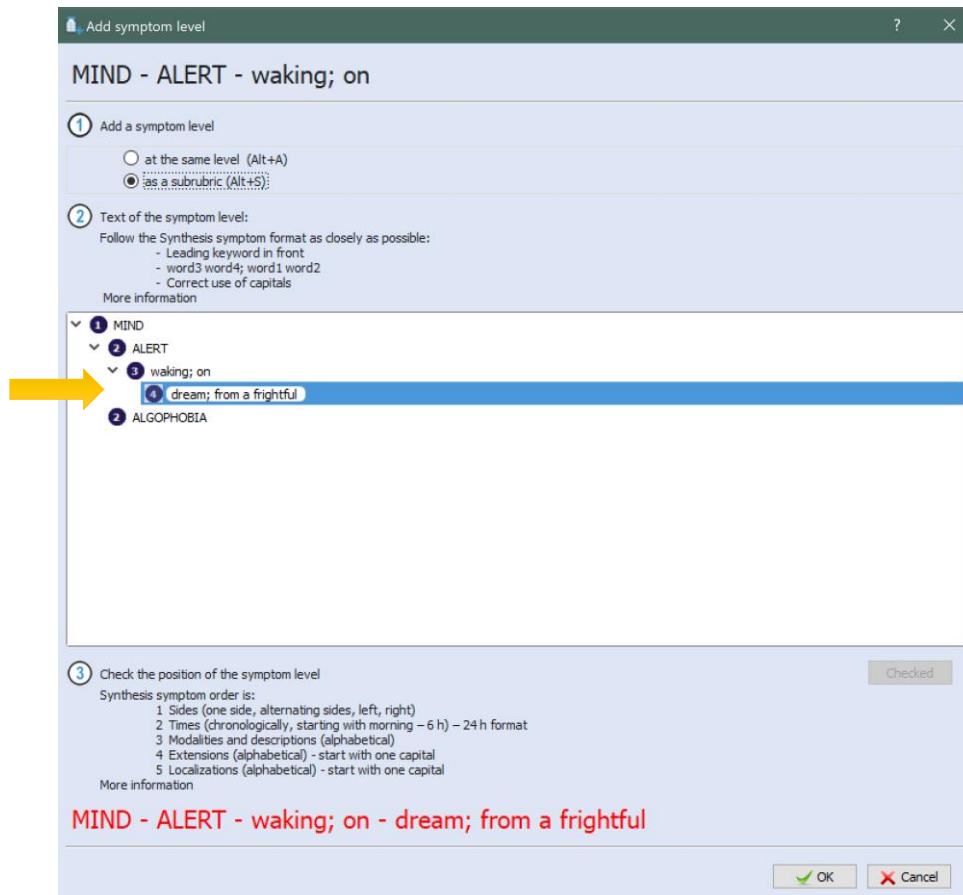 Add symptom level
?
MIND - ALERT - waking; on
1 Add a symptom level
at the same level (Alt+A)
as a subrubric (Alt+S)
2 Text of the symptom level:
Follow the Synthesis symptom format as closely as possible:
- Leading keyword in front
- word3 word4; word1 word2
- Correct use of capitals
More information
1 MIND
2 ALERT
3 waking; on
4 dream; from a frightful
2 ALGOPHOBIA
3 Check the position of the symptom level
Checked
Synthesis symptom order is:
1 Sides (one side, alternating sides, left, right)
2 Times (chronologically, starting with morning – 6 h) – 24 h format
3 Modalities and descriptions (alphabetical)
4 Extensions (alphabetical) - start with one capital
5 Localizations (alphabetical) - start with one capital
More information
MIND - ALERT - waking; on - dream; from a frightful
OK
Cancel